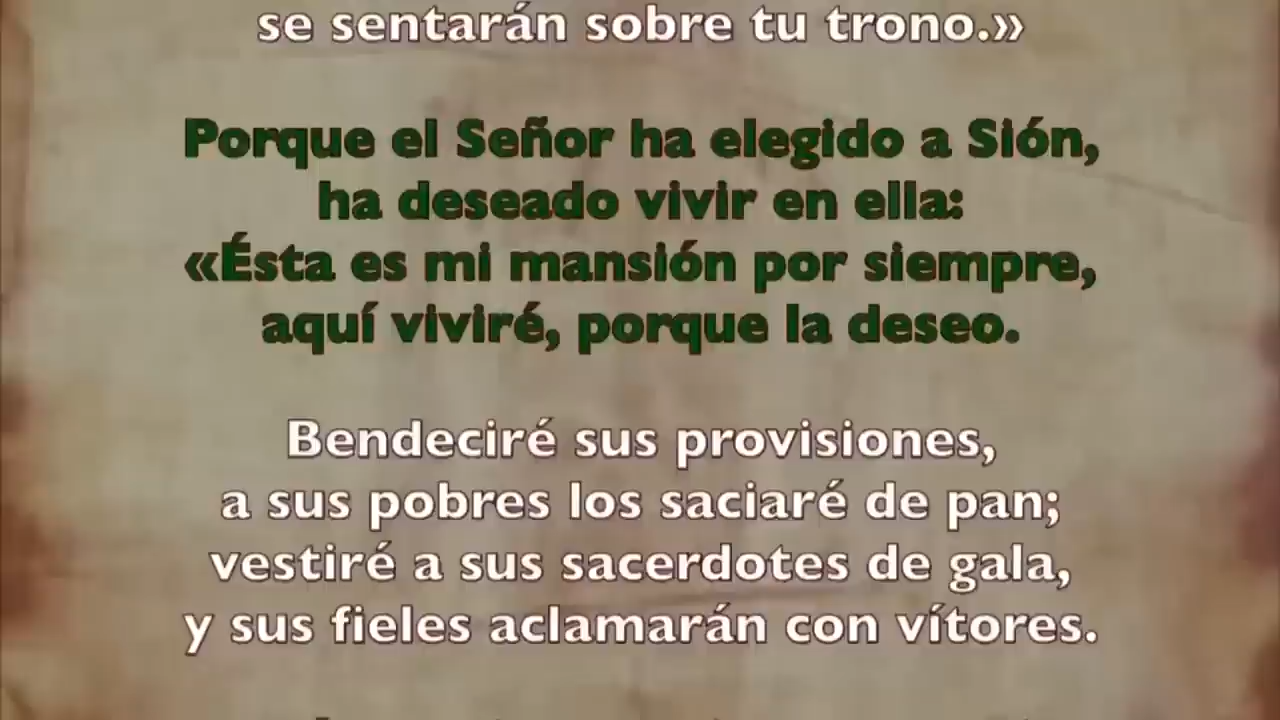 se sentarán sobre tu trono.»
Porque el Señor ha elegido a Sión,
ha deseado vivir en ella:
«Ésta es mi mansión por siempre,
aquí viviré, porque la deseo.
Bendeciré sus provisiones,
a sus pobres los saciaré de pan;
vestiré a sus sacerdotes de gala,
y sus fieles aclamarán con vítores.